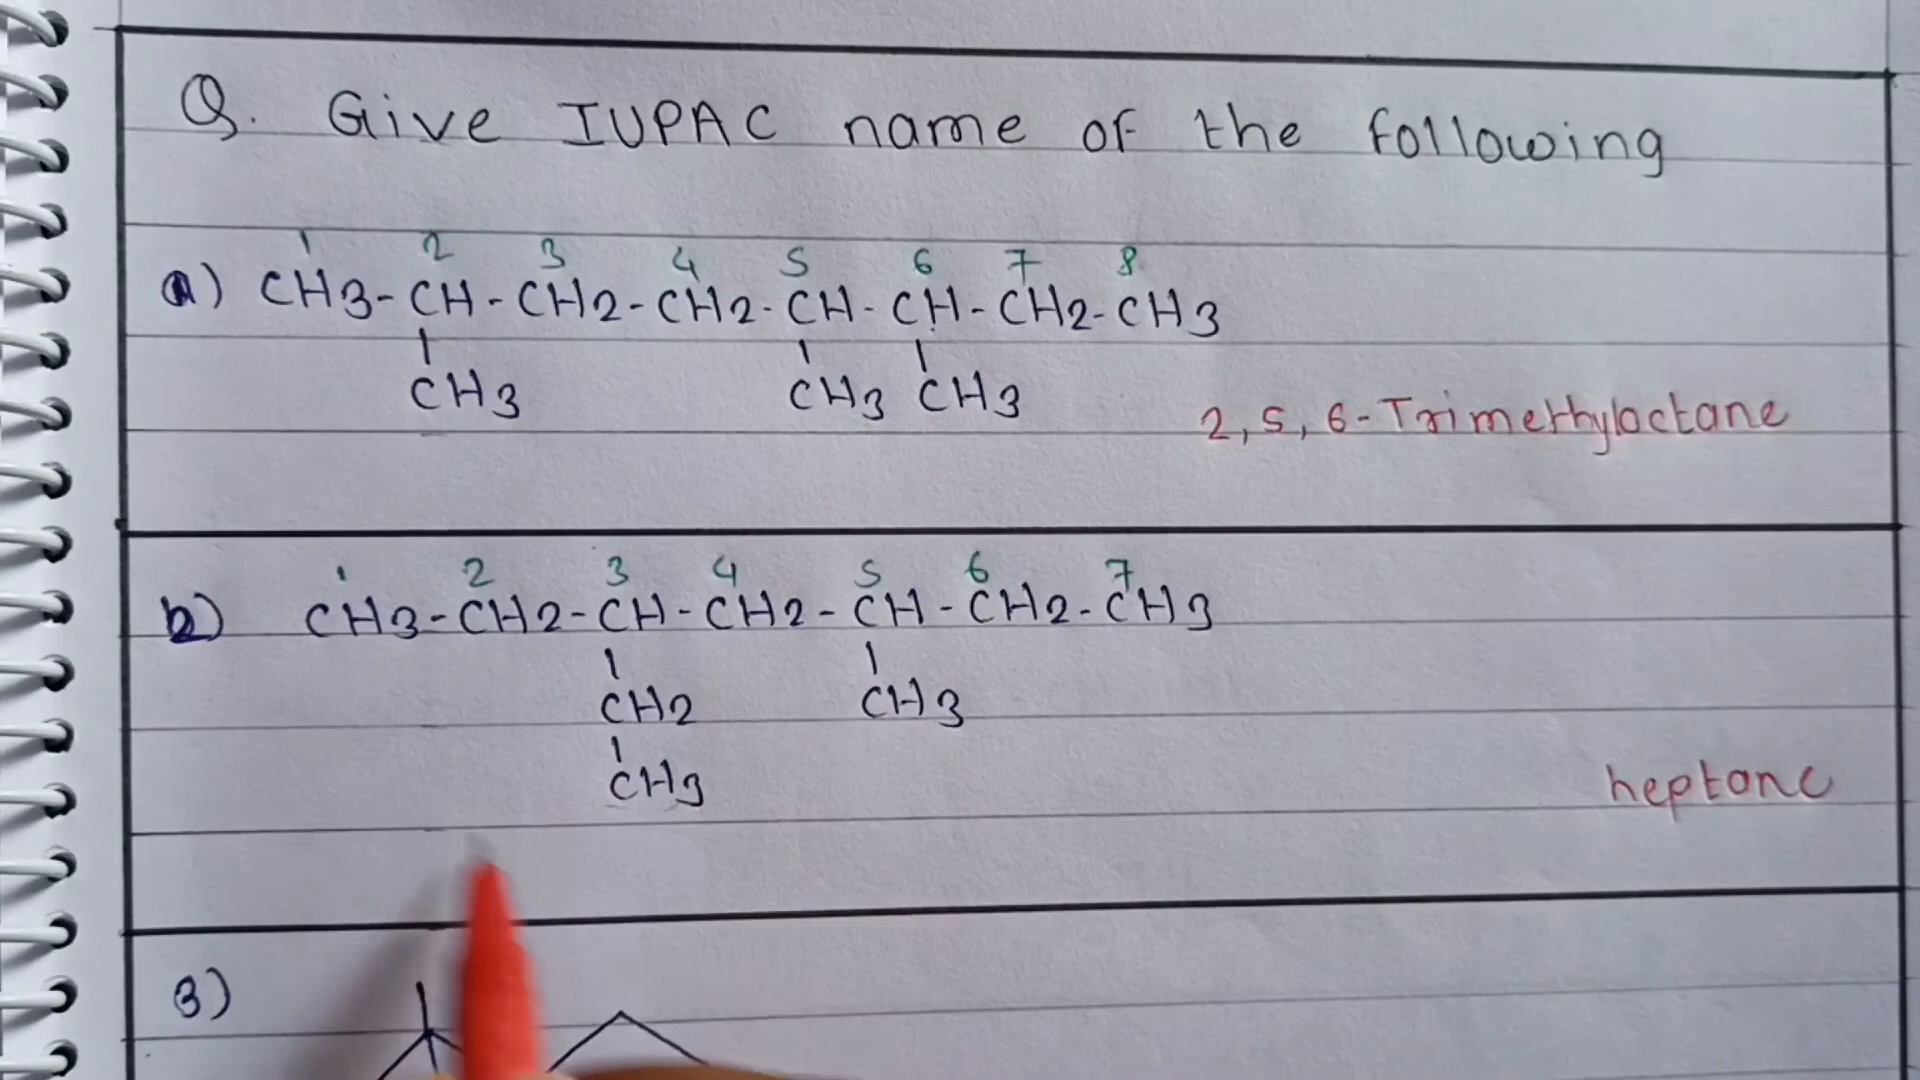 Q. Give IUPAC name of the following
1 2 3 4 5 6 7 8
a) CH3-CH-CH2-CH2-CH-CH-CH2-CH3
CH3 CH3 CH3
2,5,6-Trimethyloctane
1 2 3 4 5 6 7
b) CH3-CH2-CH-CH2-CH-CH2-CH3
CH2 CH3
CH3
heptane
3)